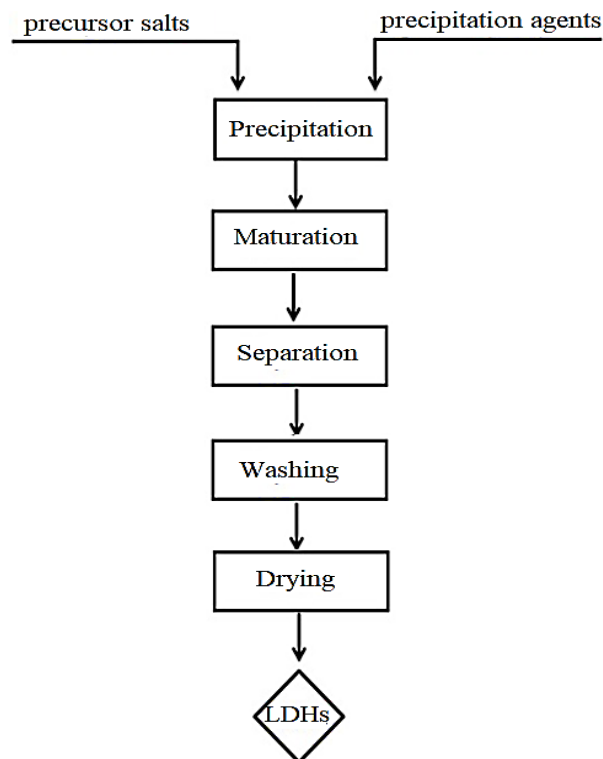 precursor salts
precipitation agents
Precipitation
Maturation
Separation
Washing
Drying
LDHs